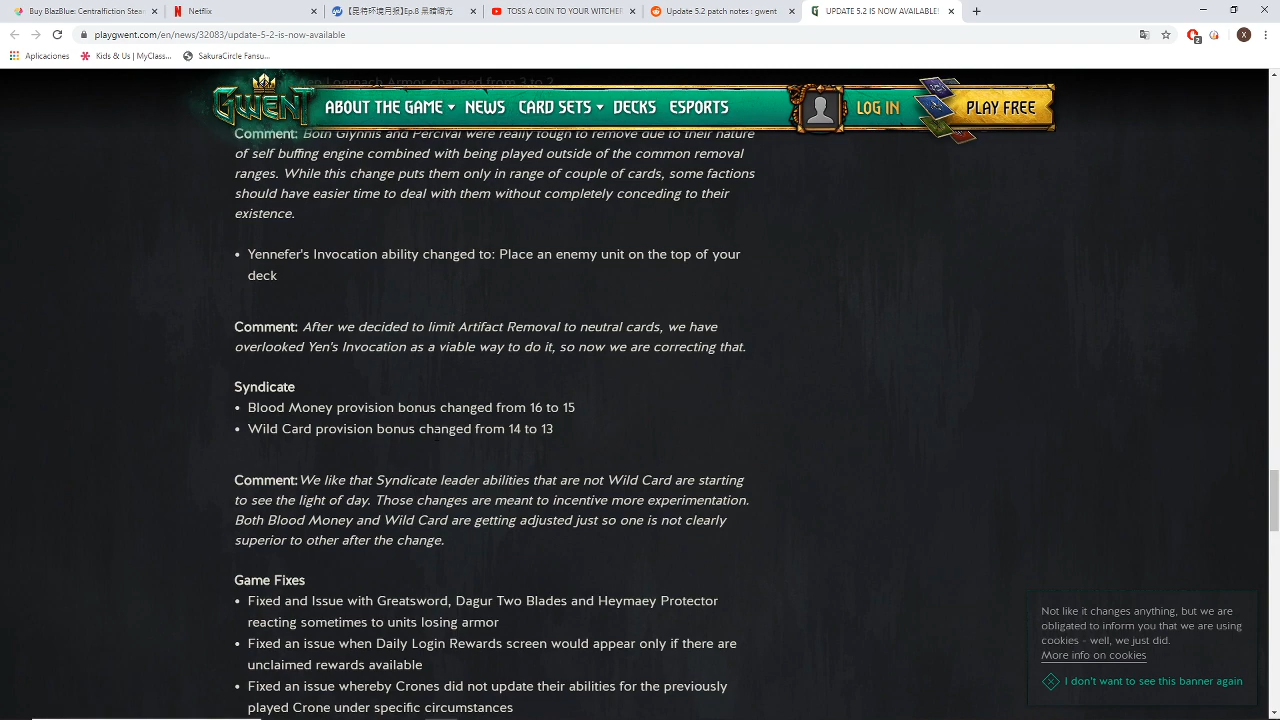 Buy BlazBlue: Centralfiction Stea
Netflix
TOSS A COIN TO YOUR WITCHER
Update 5.2 patch notes : gwent
UPDATE 5.2 IS NOW AVAILABLE!
playgwent.com/en/news/32083/update-5-2-is-now-available
Aplicaciones
Kids & Us | MyClass...
SakuraCircle Fansu...
Armor changed from 3 to 2
GWENT
ABOUT THE GAME
NEWS
CARD SETS
DECKS
ESPORTS
LOG IN
PLAY FREE
Comment: Both Glynnis and Percival were really tough to remove due to their nature
of self buffing engine combined with being played outside of the common removal
ranges. While this change puts them only in range of couple of cards, some factions
should have easier time to deal with them without completely conceding to their
existence.
• Yennefer's Invocation ability changed to: Place an enemy unit on the top of your
deck
Comment: After we decided to limit Artifact Removal to neutral cards, we have
overlooked Yen's Invocation as a viable way to do it, so now we are correcting that.
Syndicate
• Blood Money provision bonus changed from 16 to 15
• Wild Card provision bonus changed from 14 to 13
Comment:We like that Syndicate leader abilities that are not Wild Card are starting
to see the light of day. Those changes are meant to incentive more experimentation.
Both Blood Money and Wild Card are getting adjusted just so one is not clearly
superior to other after the change.
Game Fixes
• Fixed and Issue with Greatsword, Dagur Two Blades and Heymaey Protector
reacting sometimes to units losing armor
• Fixed an issue when Daily Login Rewards screen would appear only if there are
unclaimed rewards available
• Fixed an issue whereby Crones did not update their abilities for the previously
played Crone under specific circumstances
Not like it changes anything, but we are
obligated to inform you that we are using
cookies - well, we just did.
More info on cookies
I don't want to see this banner again